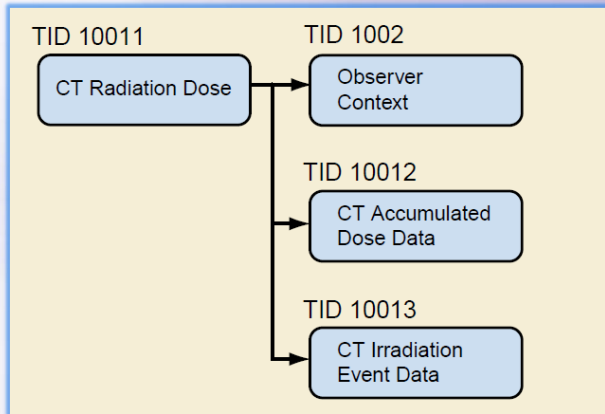 TID 10011
CT Radiation Dose
TID 1002
Observer
Context
TID 10012
CT Accumulated
Dose Data
TID 10013
CT Irradiation
Event Data